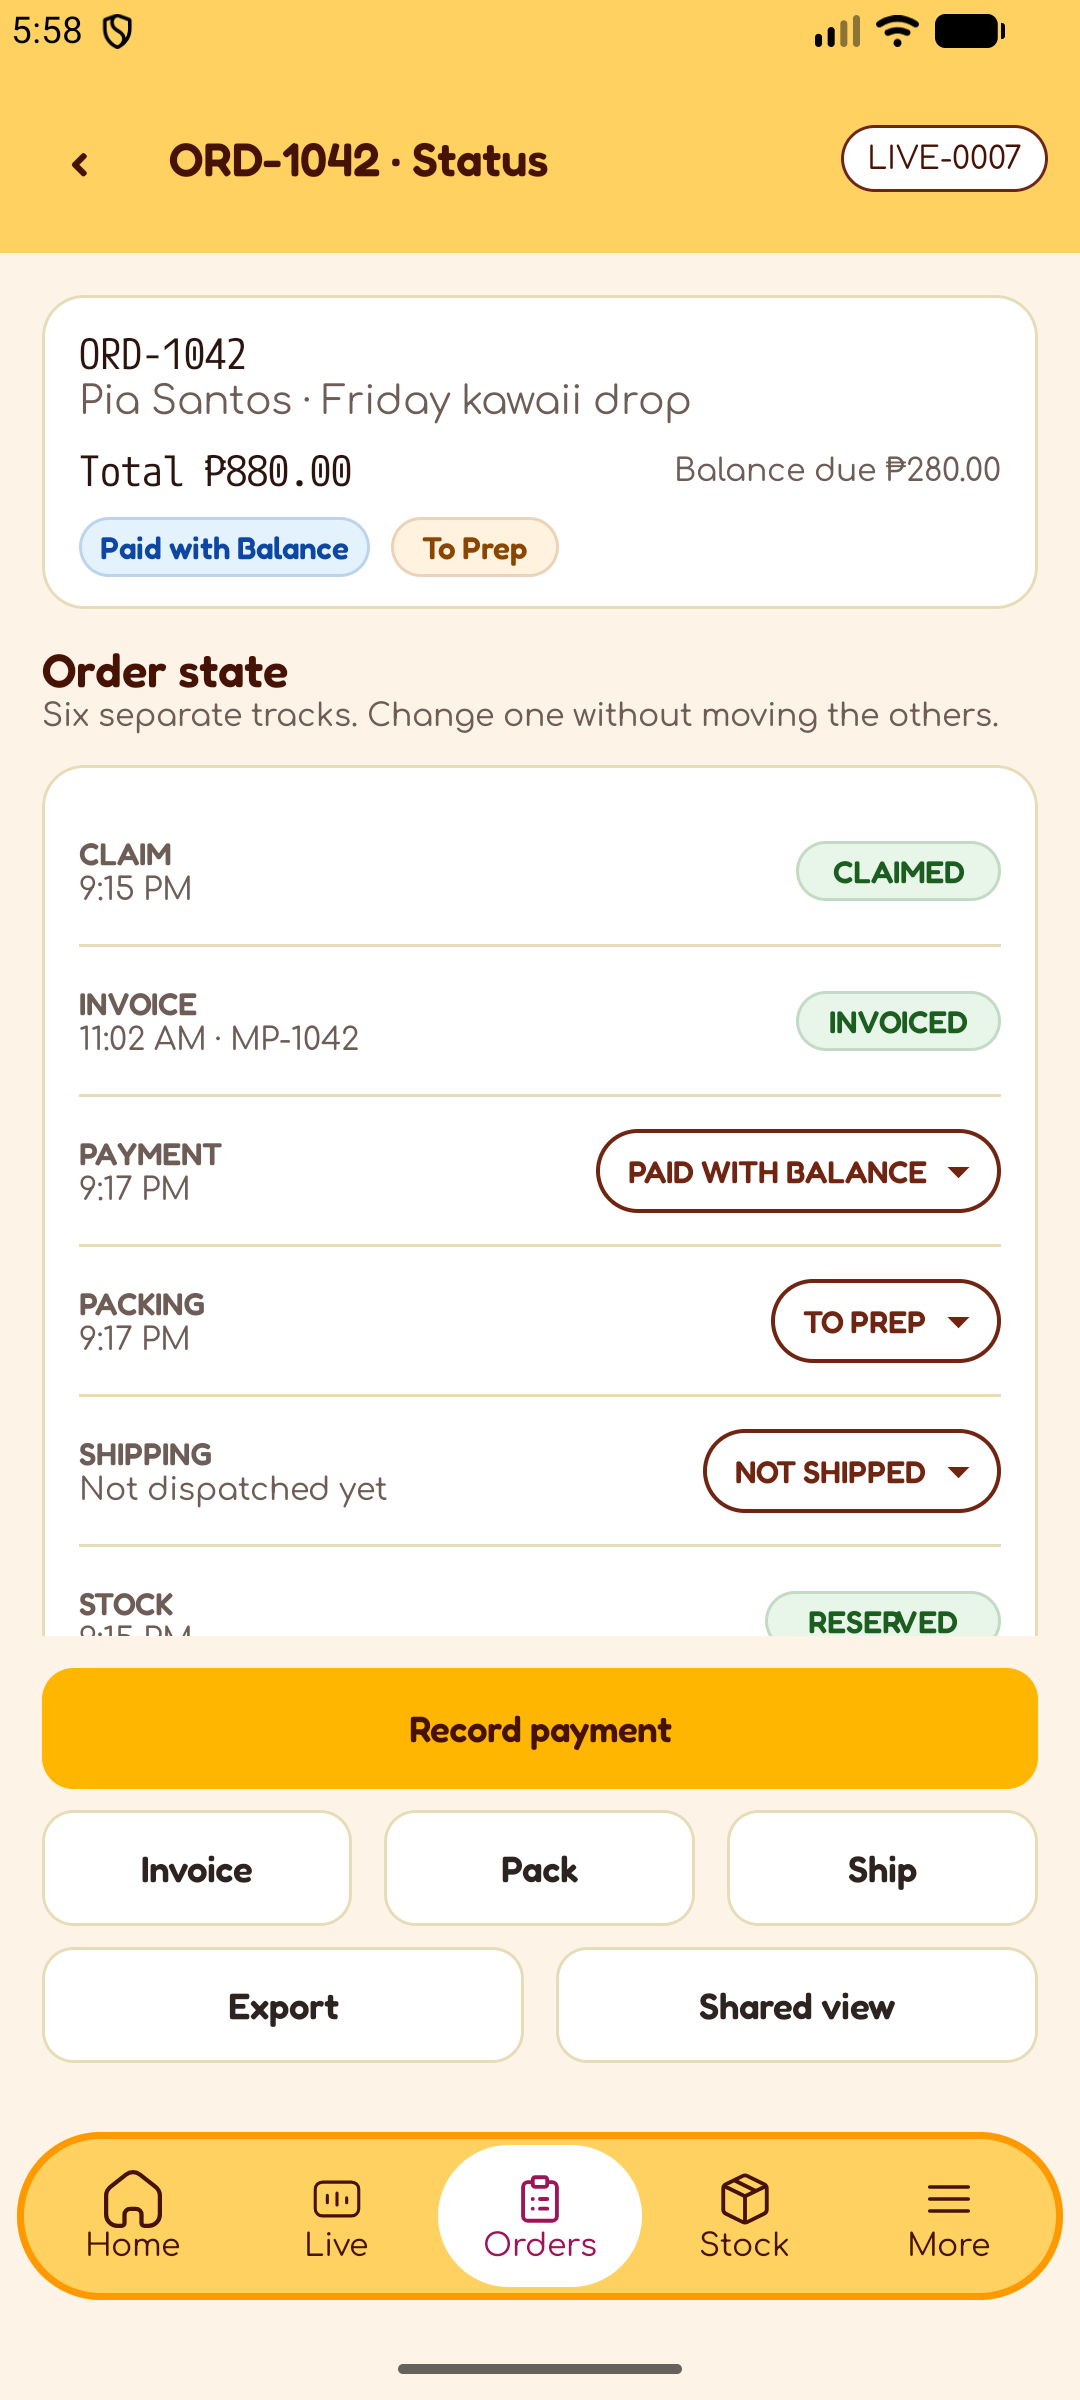 5:58
ORD-1042 · Status
LIVE-0007
ORD-1042
Pia Santos · Friday kawaii drop
Total ₱880.00
Balance due ₱280.00
Paid with Balance
To Prep
Order state
Six separate tracks. Change one without moving the others.
CLAIM
9:15 PM
CLAIMED
INVOICE
11:02 AM · MP-1042
INVOICED
PAYMENT
9:17 PM
PAID WITH BALANCE
PACKING
9:17 PM
TO PREP
SHIPPING
Not dispatched yet
NOT SHIPPED
STOCK
9:15 PM
RESERVED
Record payment
Invoice
Pack
Ship
Export
Shared view
Home
Live
Orders
Stock
More